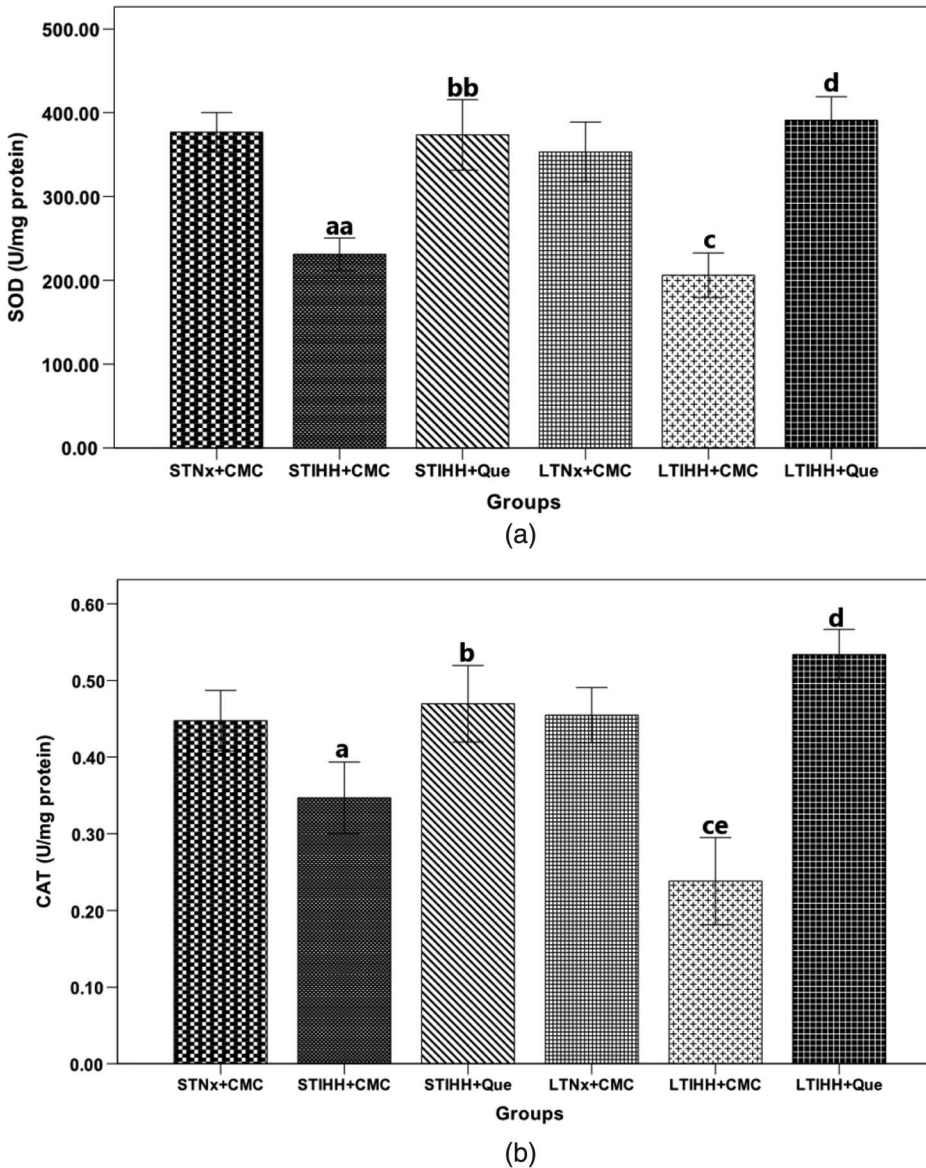 500.00
400.00
300.00
200.00
100.00
0.00
SOD (U/mg protein)
aa
bb
c
d
STNx+CMC STIHH+CMC STIHH+Que LTNx+CMC LTIHH+CMC LTIHH+Que
Groups
(a)
0.60
0.50
0.40
0.30
0.20
0.10
0.00
CAT (U/mg protein)
a
b
ce
d
STNx+CMC STIHH+CMC STIHH+Que LTNx+CMC LTIHH+CMC LTIHH+Que
Groups
(b)